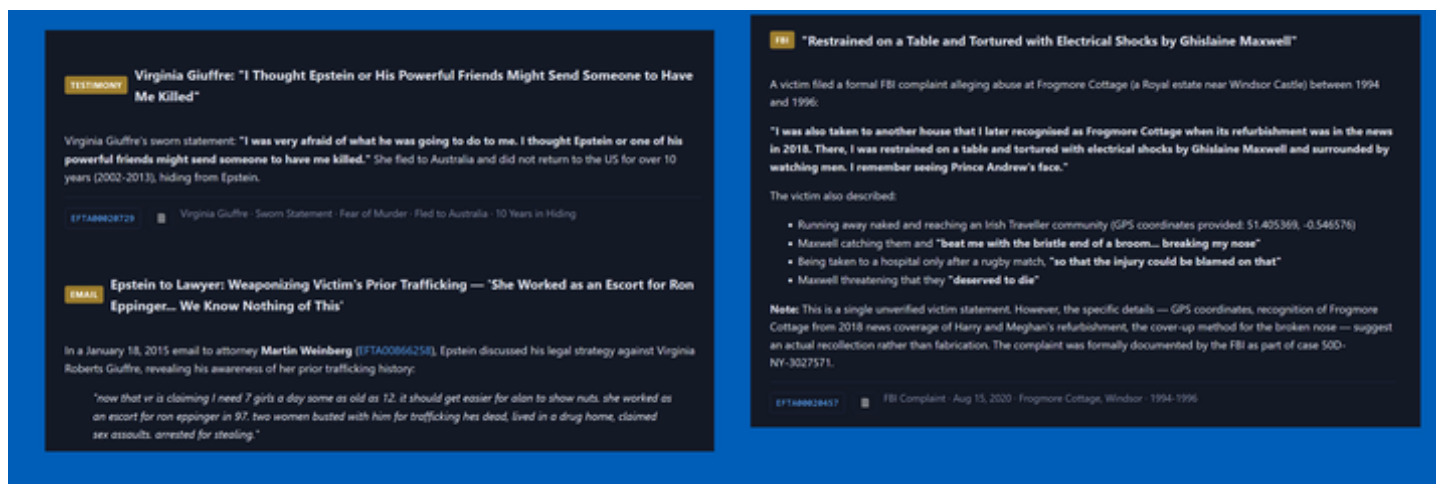 TESTIMONY
Virginia Giuffre: "I Thought Epstein or His Powerful Friends Might Send Someone to Have
Me Killed"
Virginia Giuffre's sworn statement: "I was very afraid of what he was going to do to me. I thought Epstein or one of his
powerful friends might send someone to have me killed." She fled to Australia and did not return to the US for over 10
years (2002-2013), hiding from Epstein.
EFTA00020729
Virginia Giuffre · Sworn Statement · Fear of Murder · Fled to Australia · 10 Years in Hiding
EMAIL
Epstein to Lawyer: Weaponizing Victim's Prior Trafficking — 'She Worked as an Escort for Ron
Eppinger... We Know Nothing of This'
In a January 18, 2015 email to attorney Martin Weinberg (EFTA00866258), Epstein discussed his legal strategy against Virginia
Roberts Giuffre, revealing his awareness of her prior trafficking history:
"now that vr is claiming I need 7 girls a day some as old as 12. it should get easier for alan to show nuts. she worked as
an escort for ron eppinger in 97. two women busted with him for trafficking hes dead, lived in a drug home, claimed
sex assaults. arrested for stealing."
FBI
"Restrained on a Table and Tortured with Electrical Shocks by Ghislaine Maxwell"
A victim filed a formal FBI complaint alleging abuse at Frogmore Cottage (a Royal estate near Windsor Castle) between 1994
and 1996:
"I was also taken to another house that I later recognised as Frogmore Cottage when its refurbishment was in the news
in 2018. There, I was restrained on a table and tortured with electrical shocks by Ghislaine Maxwell and surrounded by
watching men. I remember seeing Prince Andrew's face."
The victim also described:
• Running away naked and reaching an Irish Traveller community (GPS coordinates provided: 51.405369, -0.546576)
• Maxwell catching them and "beat me with the bristle end of a broom... breaking my nose"
• Being taken to a hospital only after a rugby match, "so that the injury could be blamed on that"
• Maxwell threatening that they "deserved to die"
Note: This is a single unverified victim statement. However, the specific details — GPS coordinates, recognition of Frogmore
Cottage from 2018 news coverage of Harry and Meghan's refurbishment, the cover-up method for the broken nose — suggest
an actual recollection rather than fabrication. The complaint was formally documented by the FBI as part of case 50D-
NY-3027571.
EFTA00020457
FBI Complaint · Aug 15, 2020 · Frogmore Cottage, Windsor · 1994-1996